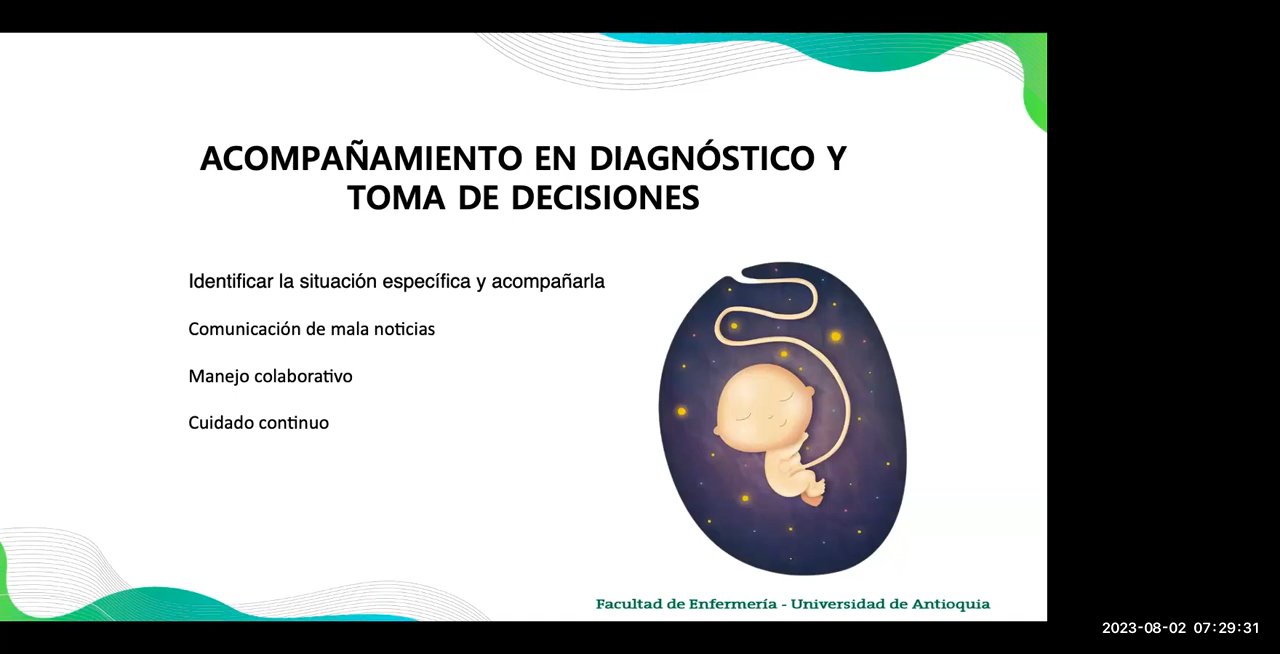 ACOMPAÑAMIENTO EN DIAGNÓSTICO Y
TOMA DE DECISIONES
Identificar la situación específica y acompañarla
Comunicación de mala noticias
Manejo colaborativo
Cuidado continuo
Facultad de Enfermería - Universidad de Antioquia
2023-08-02 07:29:31